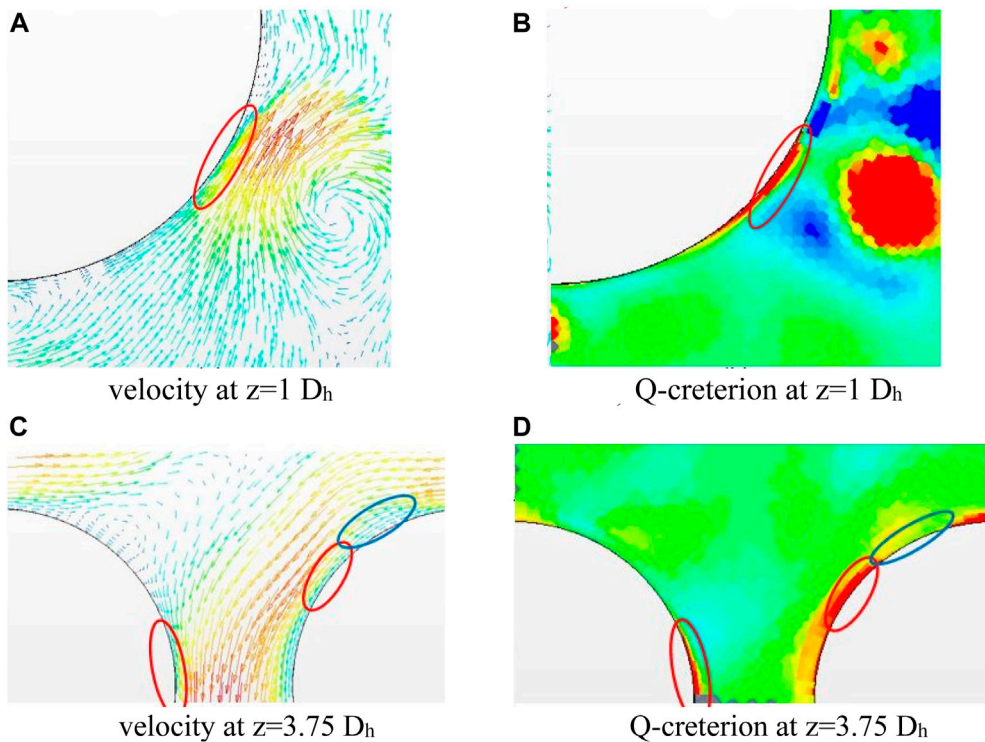 A
B
velocity at z=1 Dh
Q-creterion at z=1 Dh
C
D
velocity at z=3.75 Dh
Q-creterion at z=3.75 Dh